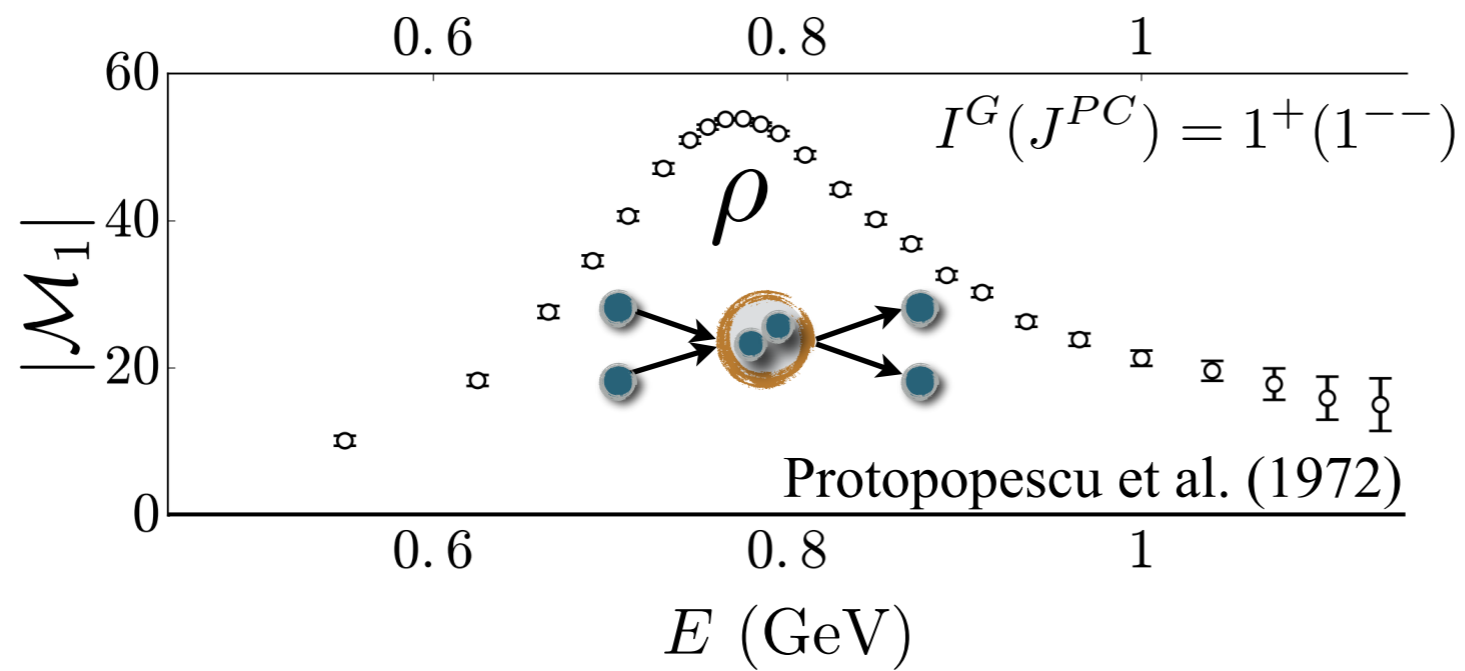 0.6 0.8 1
60
I^G(J^{PC}) = 1^+(1^{--})
ρ
|ℳ₁|
40
20
Protopopescu et al. (1972)
0
0.6 0.8 1
E (GeV)